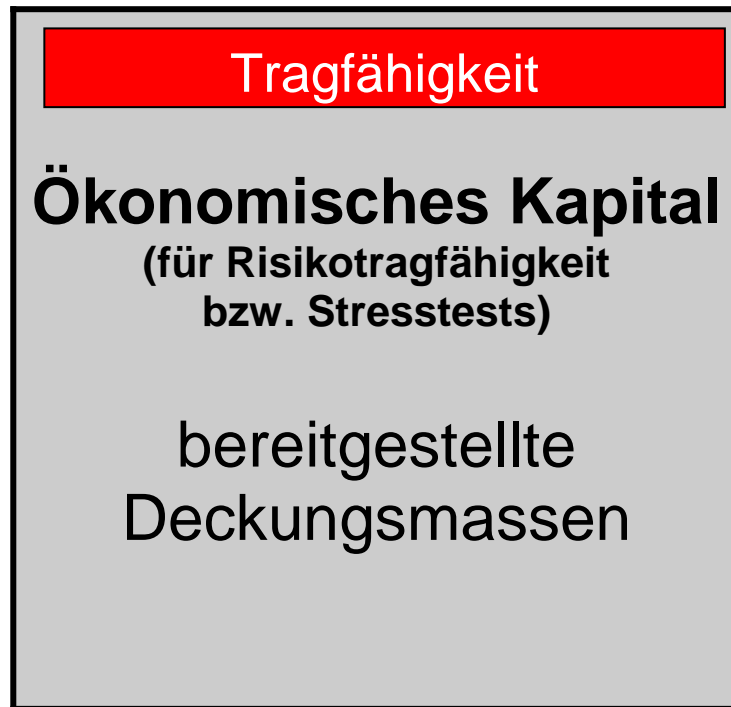 Tragfähigkeit
Ökonomisches Kapital
(für Risikotragfähigkeit
bzw. Stresstests)
bereitgestellte
Deckungsmassen